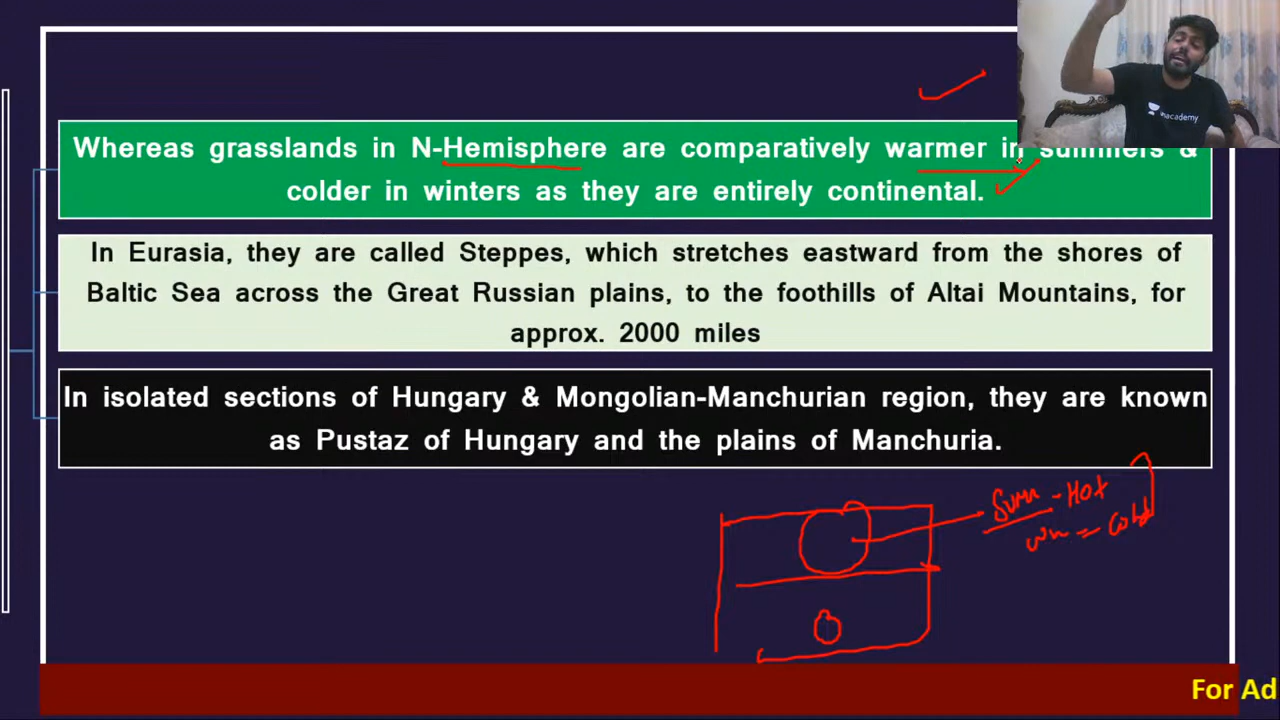 Whereas grasslands in N-Hemisphere are comparatively warmer in summers &
colder in winters as they are entirely continental.
In Eurasia, they are called Steppes, which stretches eastward from the shores of
Baltic Sea across the Great Russian plains, to the foothills of Altai Mountains, for
approx. 2000 miles
In isolated sections of Hungary & Mongolian-Manchurian region, they are known
as Pustaz of Hungary and the plains of Manchuria.
- Hot
= Cold
For Ad